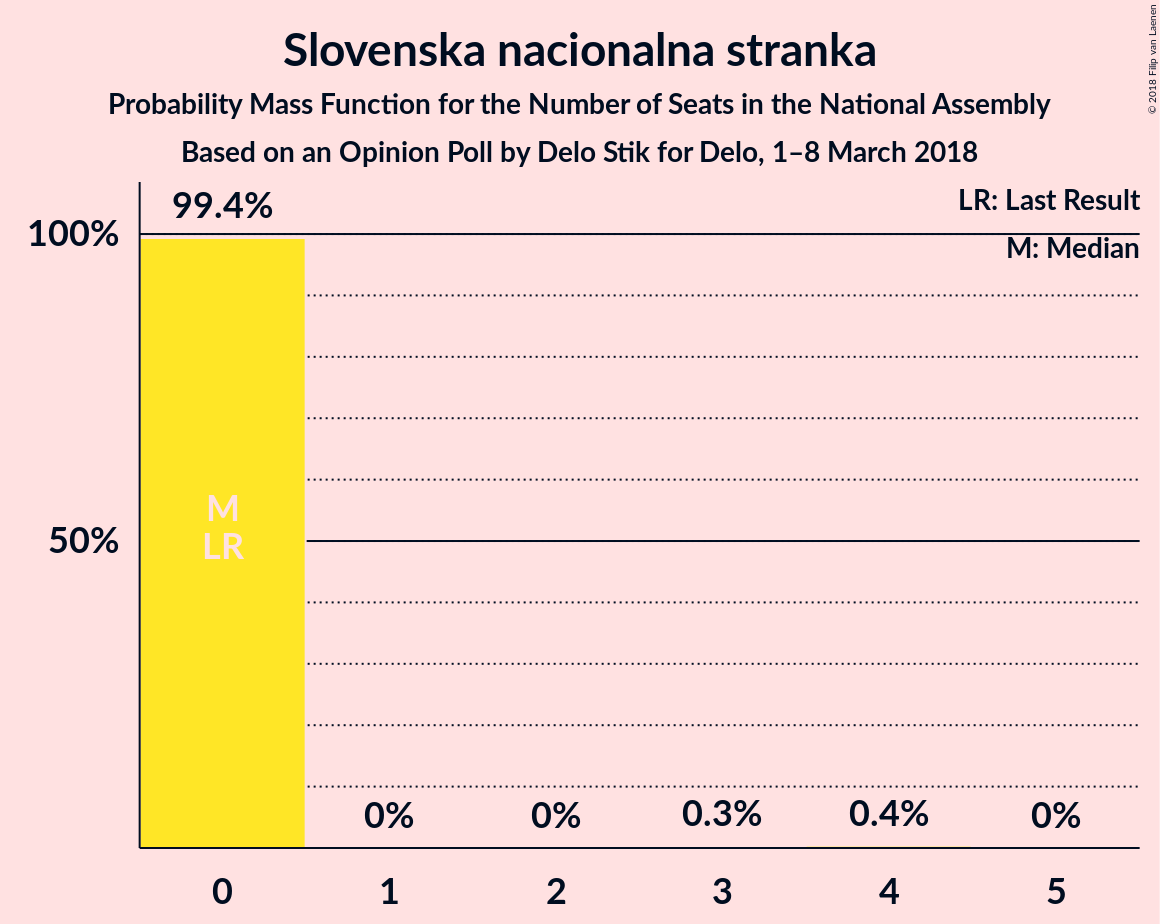 Slovenska nacionalna stranka
Probability Mass Function for the Number of Seats in the National Assembly
Based on an Opinion Poll by Delo Stik for Delo, 1–8 March 2018
© 2018 Filip van Laenen
LR: Last Result
M: Median
99.4%
100%
M
LR
50%
0%
0%
0.3%
0.4%
0%
0
1
2
3
4
5